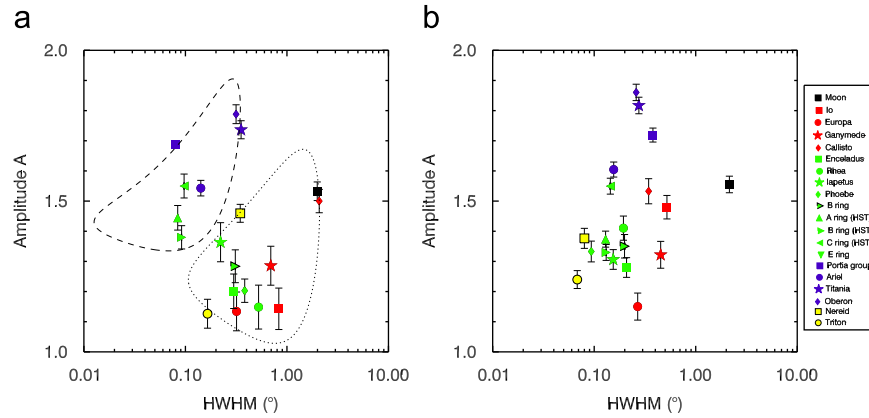 a
b
2.0
1.5
1.0
Amplitude A
0.01
0.10
1.00
10.00
HWHM (°)
2.0
1.5
1.0
Amplitude A
0.01
0.10
1.00
10.00
HWHM (°)
Moon
Io
Europa
Ganymede
Callisto
Enceladus
Rhea
Iapetus
Phoebe
B ring
A ring (HST
B ring (HST
C ring (HST
E ring
Portia group
Ariel
Titania
Oberon
Nereid
Triton